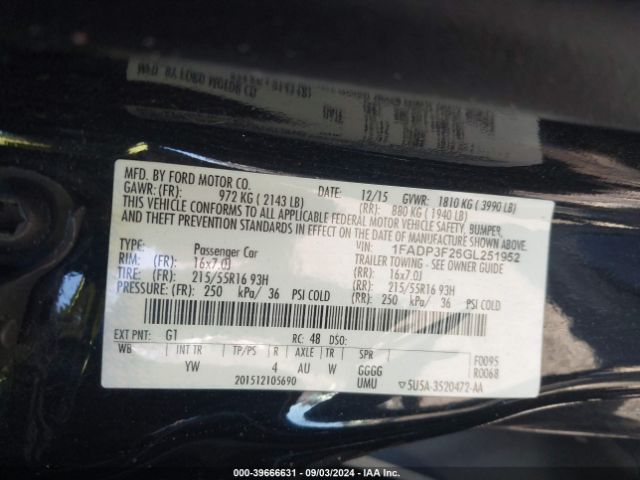 MFD. BY FORD MOTOR CO.
DATE: 12/15 GVWR: 1810 KG ( 3990 LB)
GAWR: (FR): 972 KG ( 2143 LB) (RR): 880 KG ( 1940 LB)
THIS VEHICLE CONFORMS TO ALL APPLICABLE FEDERAL MOTOR VEHICLE SAFETY, BUMPER,
AND THEFT PREVENTION STANDARDS IN EFFECT ON THE DATE OF MANUFACTURE SHOWN ABOVE.
VIN: 1FADP3F26GL251952
TYPE: Passenger Car TRAILER TOWING - SEE OWNER GUIDE
RIM: (FR): 16x7.0J (RR): 16x7.0J
TIRE: (FR): 215/55R16 93H (RR): 215/55R16 93H
PRESSURE: (FR): 250 kPa/ 36 PSI COLD (RR): 250 kPa/ 36 PSI COLD
EXT PNT: G1 RC: 48 DSO: F0095
WB INT TR TP/PS R AXLE TR SPR R0068
YW 4 AU W GGGG
201512105690 UMU ▽5U5A-3520472-AA
000-39666631 - 09/03/2024 - IAA Inc.